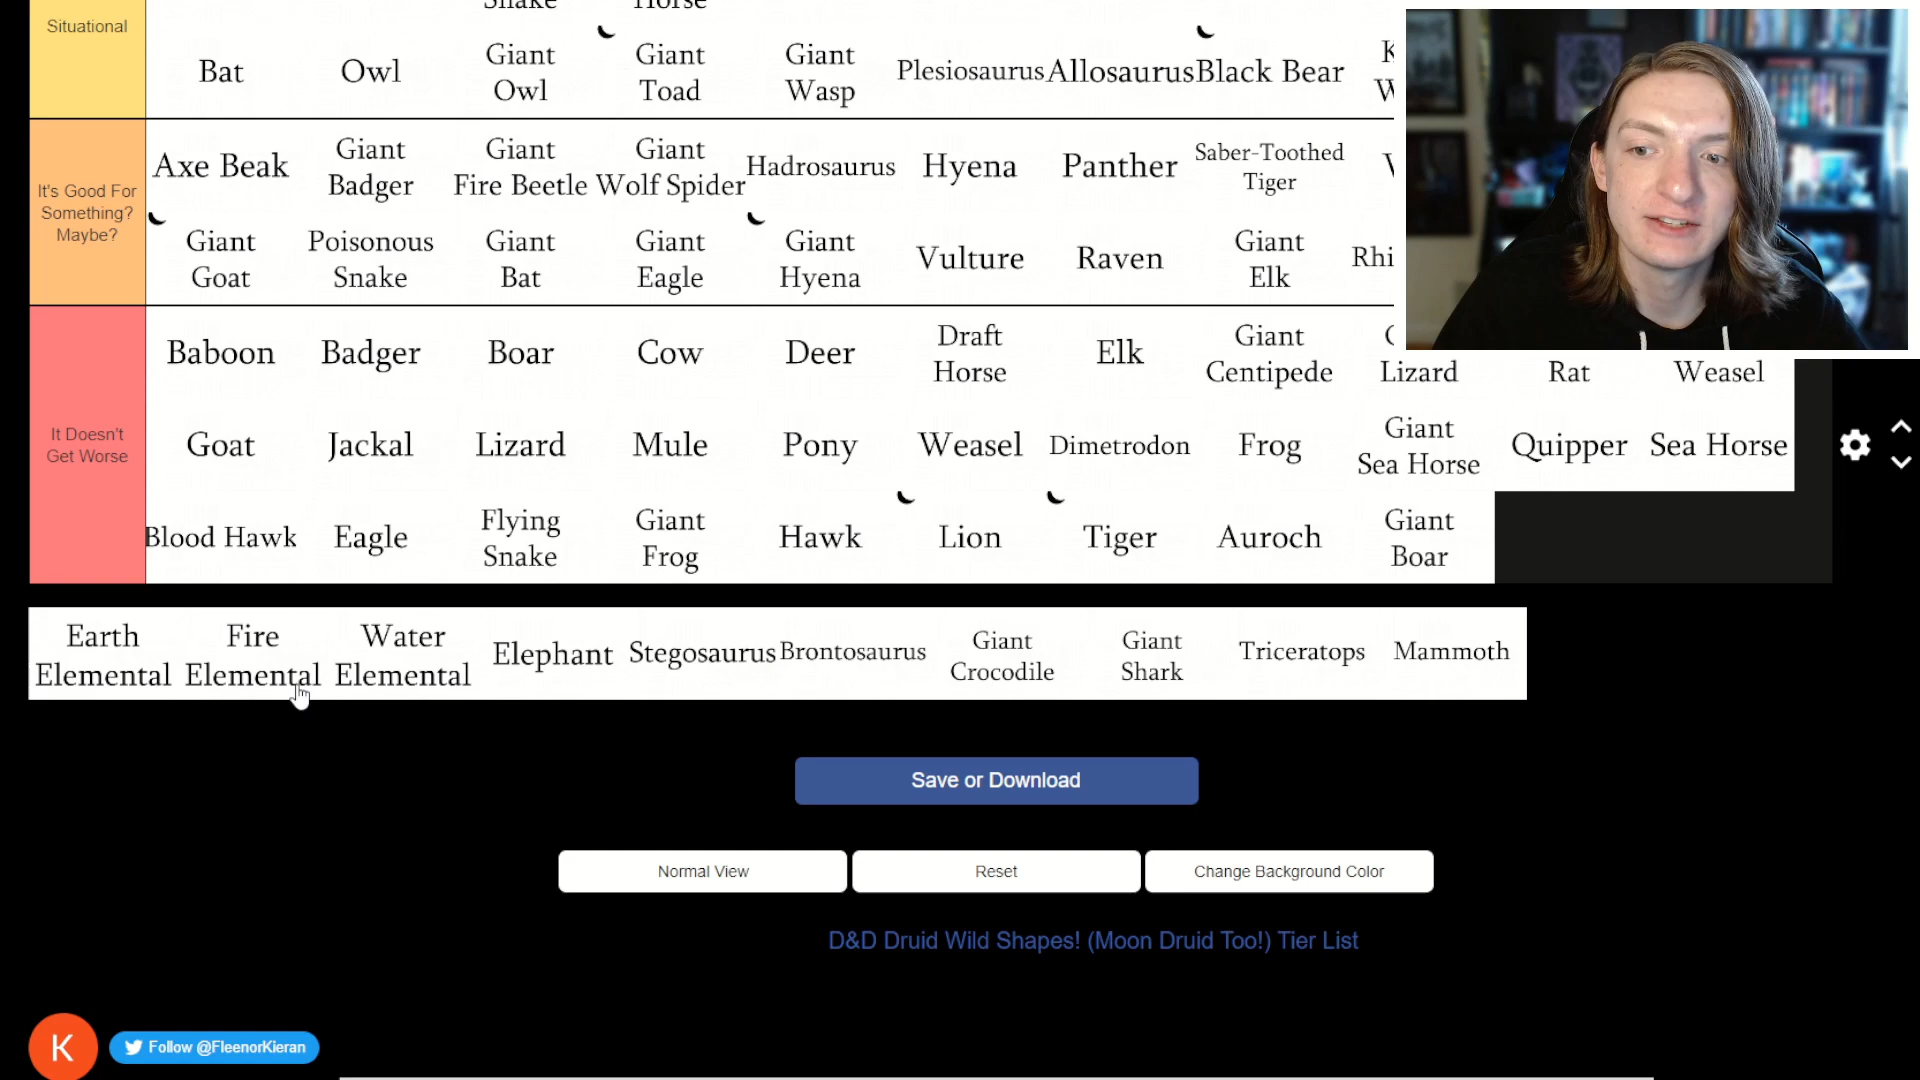 Situational
Snake Horse
Bat Owl Giant Owl Giant Toad Giant Wasp Plesiosaurus Allosaurus Black Bear
It's Good For Something? Maybe?
Axe Beak Giant Badger Giant Fire Beetle Giant Wolf Spider Hadrosaurus Hyena Panther Saber-Toothed Tiger
Giant Goat Poisonous Snake Giant Bat Giant Eagle Giant Hyena Vulture Raven Giant Elk Rhi
It Doesn't Get Worse
Baboon Badger Boar Cow Deer Draft Horse Elk Giant Centipede Lizard Rat Weasel
Goat Jackal Lizard Mule Pony Weasel Dimetrodon Frog Giant Sea Horse Quipper Sea Horse
Blood Hawk Eagle Flying Snake Giant Frog Hawk Lion Tiger Auroch Giant Boar
Earth Elemental Fire Elemental Water Elemental Elephant Stegosaurus Brontosaurus Giant Crocodile Giant Shark Triceratops Mammoth
Save or Download
Normal View Reset Change Background Color
D&D Druid Wild Shapes! (Moon Druid Too!) Tier List
K Follow @FleenorKieran